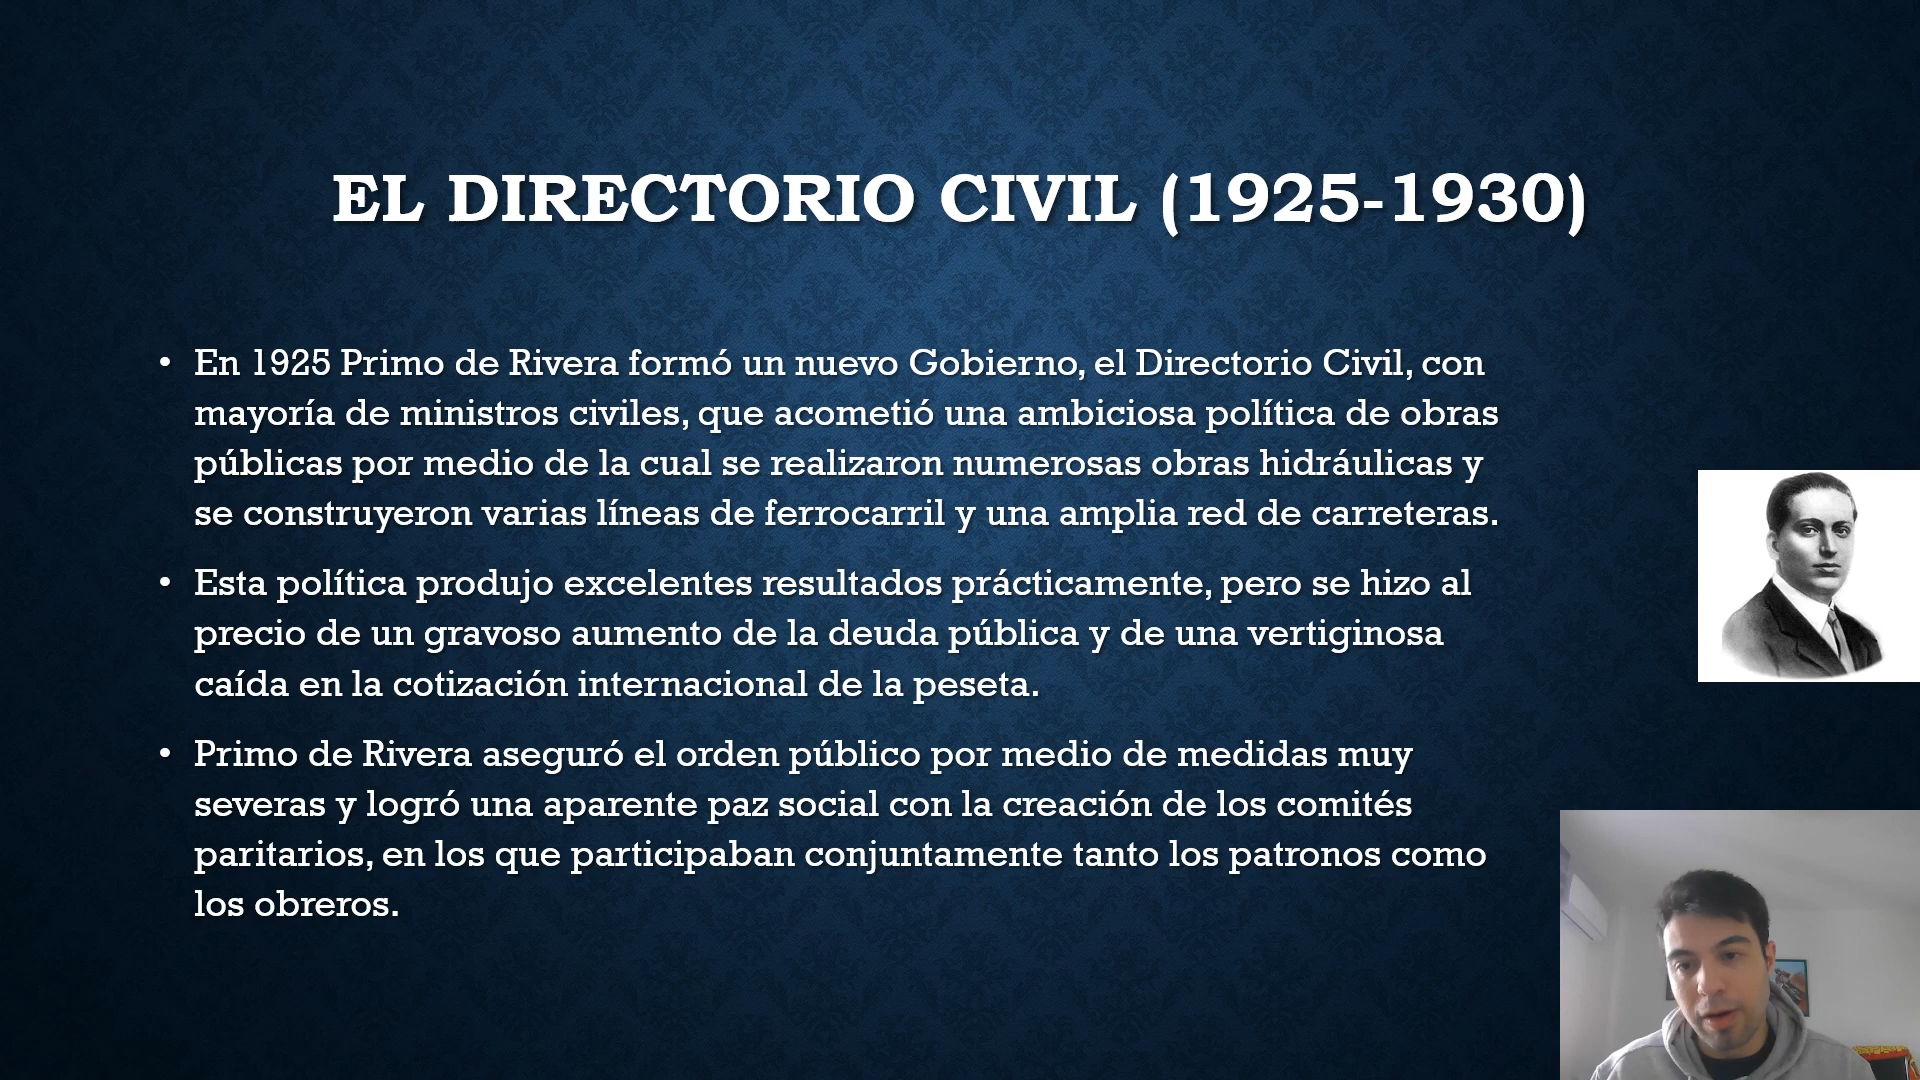 EL DIRECTORIO CIVIL (1925-1930)
• En 1925 Primo de Rivera formó un nuevo Gobierno, el Directorio Civil, con
mayoría de ministros civiles, que acometió una ambiciosa política de obras
públicas por medio de la cual se realizaron numerosas obras hidráulicas y
se construyeron varias líneas de ferrocarril y una amplia red de carreteras.
• Esta política produjo excelentes resultados prácticamente, pero se hizo al
precio de un gravoso aumento de la deuda pública y de una vertiginosa
caída en la cotización internacional de la peseta.
• Primo de Rivera aseguró el orden público por medio de medidas muy
severas y logró una aparente paz social con la creación de los comités
paritarios, en los que participaban conjuntamente tanto los patronos como
los obreros.